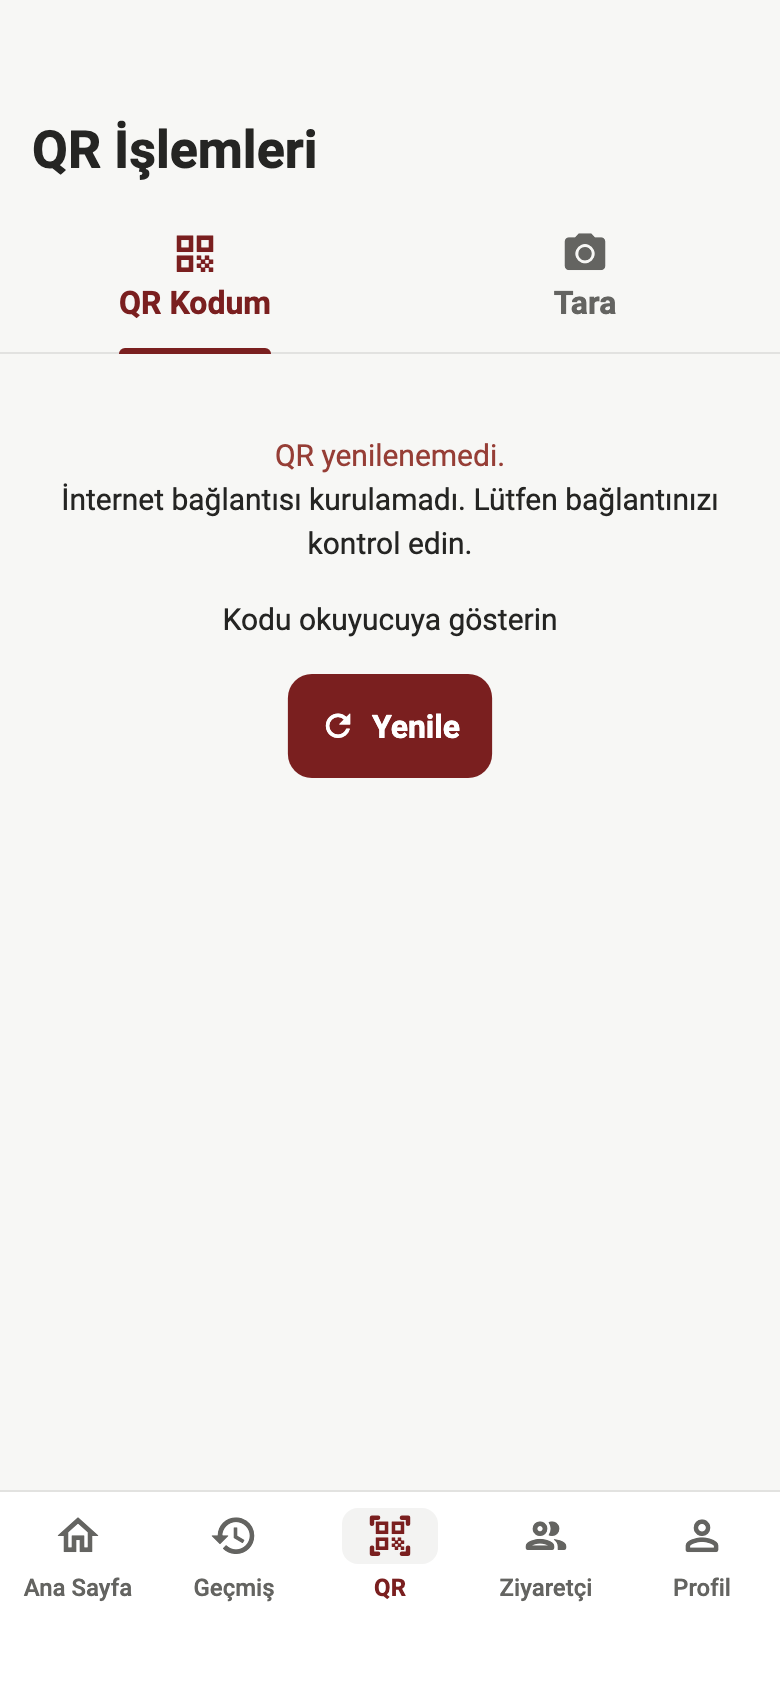 QR İşlemleri
QR Kodum
Tara
QR yenilenemedi.
İnternet bağlantısı kurulamadı. Lütfen bağlantınızı
kontrol edin.
Kodu okuyucuya gösterin
Yenile
Ana Sayfa
Geçmiş
QR
Ziyaretçi
Profil